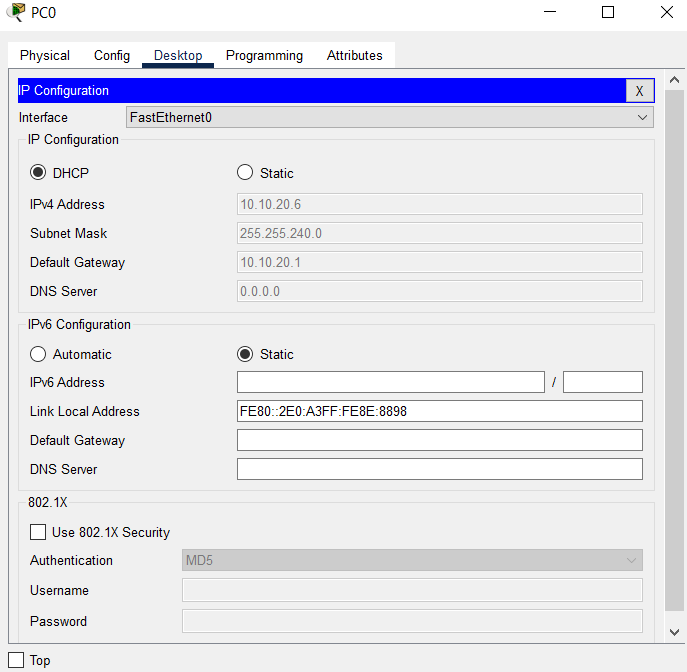 PC0
Physical Config Desktop Programming Attributes
IP Configuration X
Interface FastEthernet0
IP Configuration
DHCP Static
IPv4 Address 10.10.20.6
Subnet Mask 255.255.240.0
Default Gateway 10.10.20.1
DNS Server 0.0.0.0
IPv6 Configuration
Automatic Static
IPv6 Address /
Link Local Address FE80::2E0:A3FF:FE8E:8898
Default Gateway
DNS Server
802.1X
Use 802.1X Security
Authentication MD5
Username
Password
Top